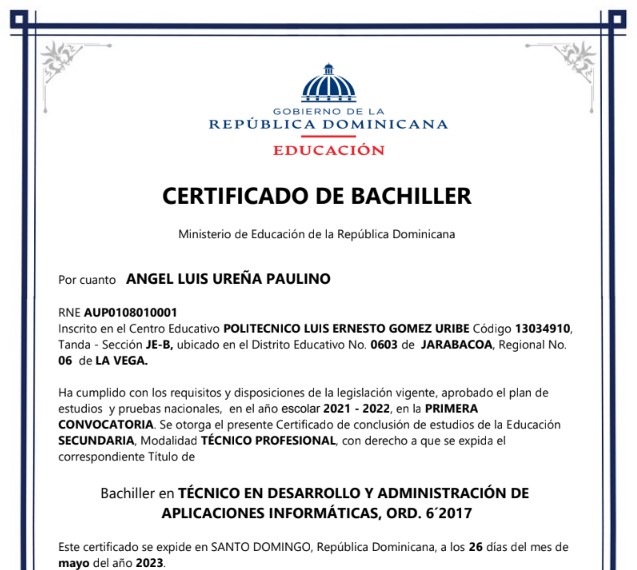 GOBIERNO DE LA
REPÚBLICA DOMINICANA
EDUCACIÓN
CERTIFICADO DE BACHILLER
Ministerio de Educación de la República Dominicana
Por cuanto ANGEL LUIS UREÑA PAULINO
RNE AUP0108010001
Inscrito en el Centro Educativo POLITECNICO LUIS ERNESTO GOMEZ URIBE Código 13034910,
Tanda - Sección JE-B, ubicado en el Distrito Educativo No. 0603 de JARABACOA, Regional No.
06 de LA VEGA.
Ha cumplido con los requisitos y disposiciones de la legislación vigente, aprobado el plan de
estudios y pruebas nacionales, en el año escolar 2021 - 2022, en la PRIMERA
CONVOCATORIA. Se otorga el presente Certificado de conclusión de estudios de la Educación
SECUNDARIA, Modalidad TÉCNICO PROFESIONAL, con derecho a que se expida el
correspondiente Título de
Bachiller en TÉCNICO EN DESARROLLO Y ADMINISTRACIÓN DE
APLICACIONES INFORMÁTICAS, ORD. 6´2017
Este certificado se expide en SANTO DOMINGO, República Dominicana, a los 26 días del mes de
mayo del año 2023.